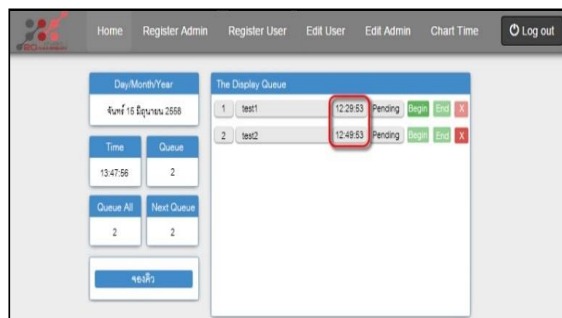 Home Register Admin Register User Edit User Edit Admin Chart Time Log out
Day/Month/Year
จันทร์ 15 มิถุนายน 2558
Time Queue
13:47:56 2
Queue All Next Queue
2 2
จองคิว
The Display Queue
1 test1 12:29:53 Pending Begin End X
2 test2 12:49:53 Pending Begin End X